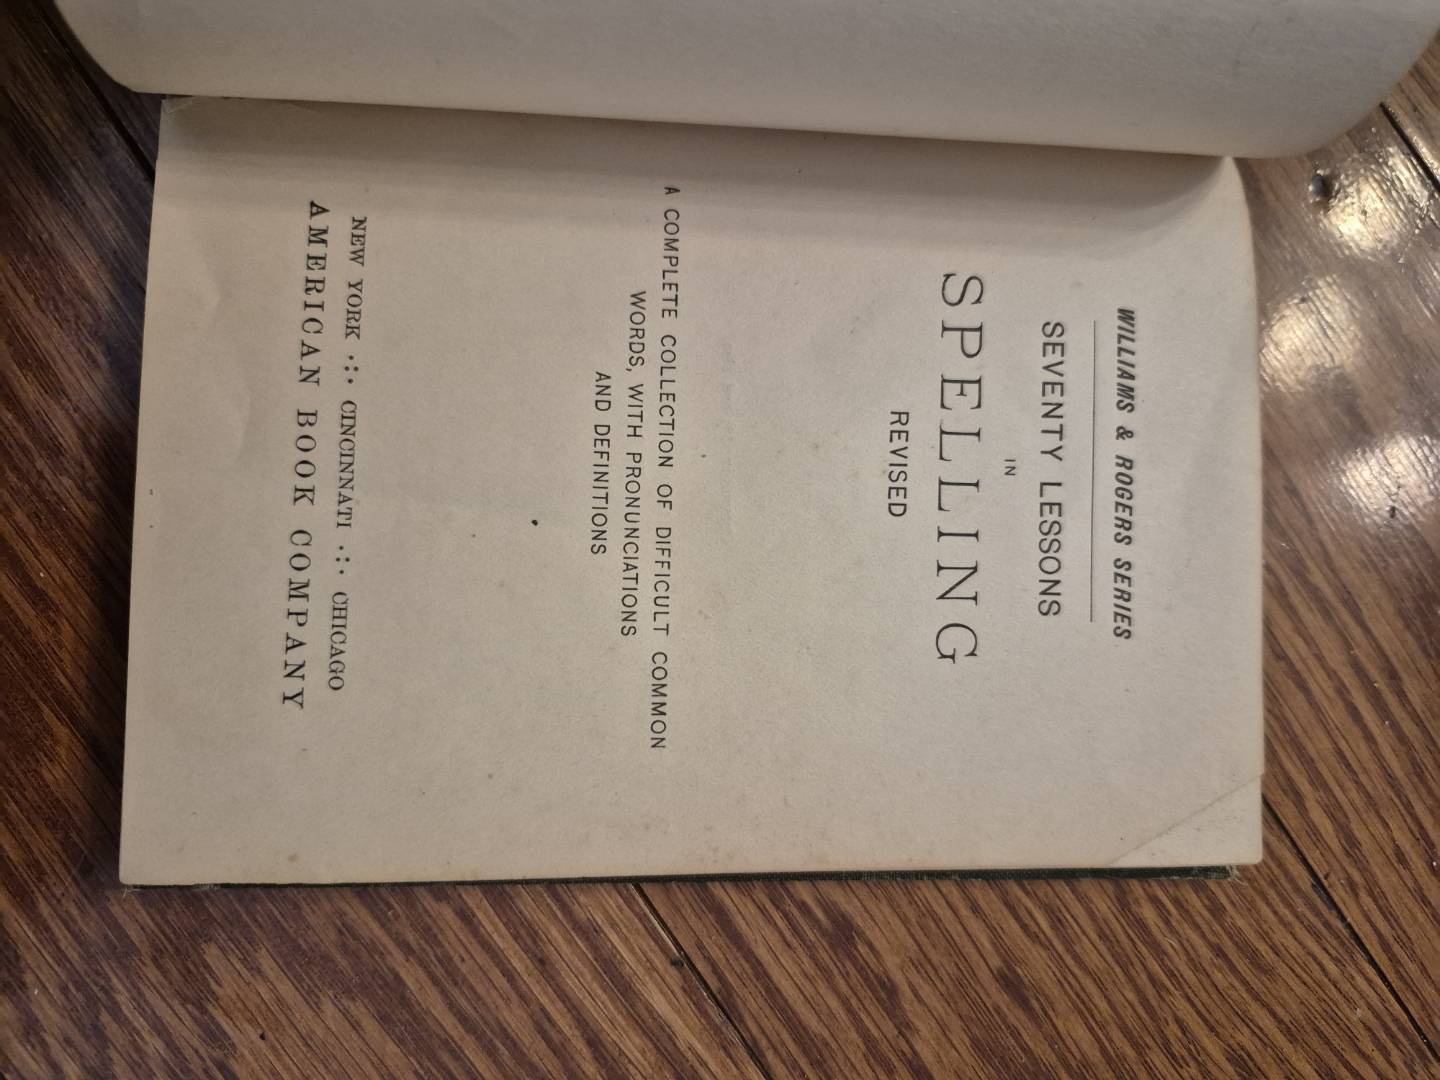 WILLIAMS & ROGERS SERIES
SEVENTY LESSONS
IN
SPELLING
REVISED
A COMPLETE COLLECTION OF DIFFICULT COMMON
WORDS, WITH PRONUNCIATIONS
AND DEFINITIONS
NEW YORK ·:· CINCINNATI ·:· CHICAGO
AMERICAN BOOK COMPANY